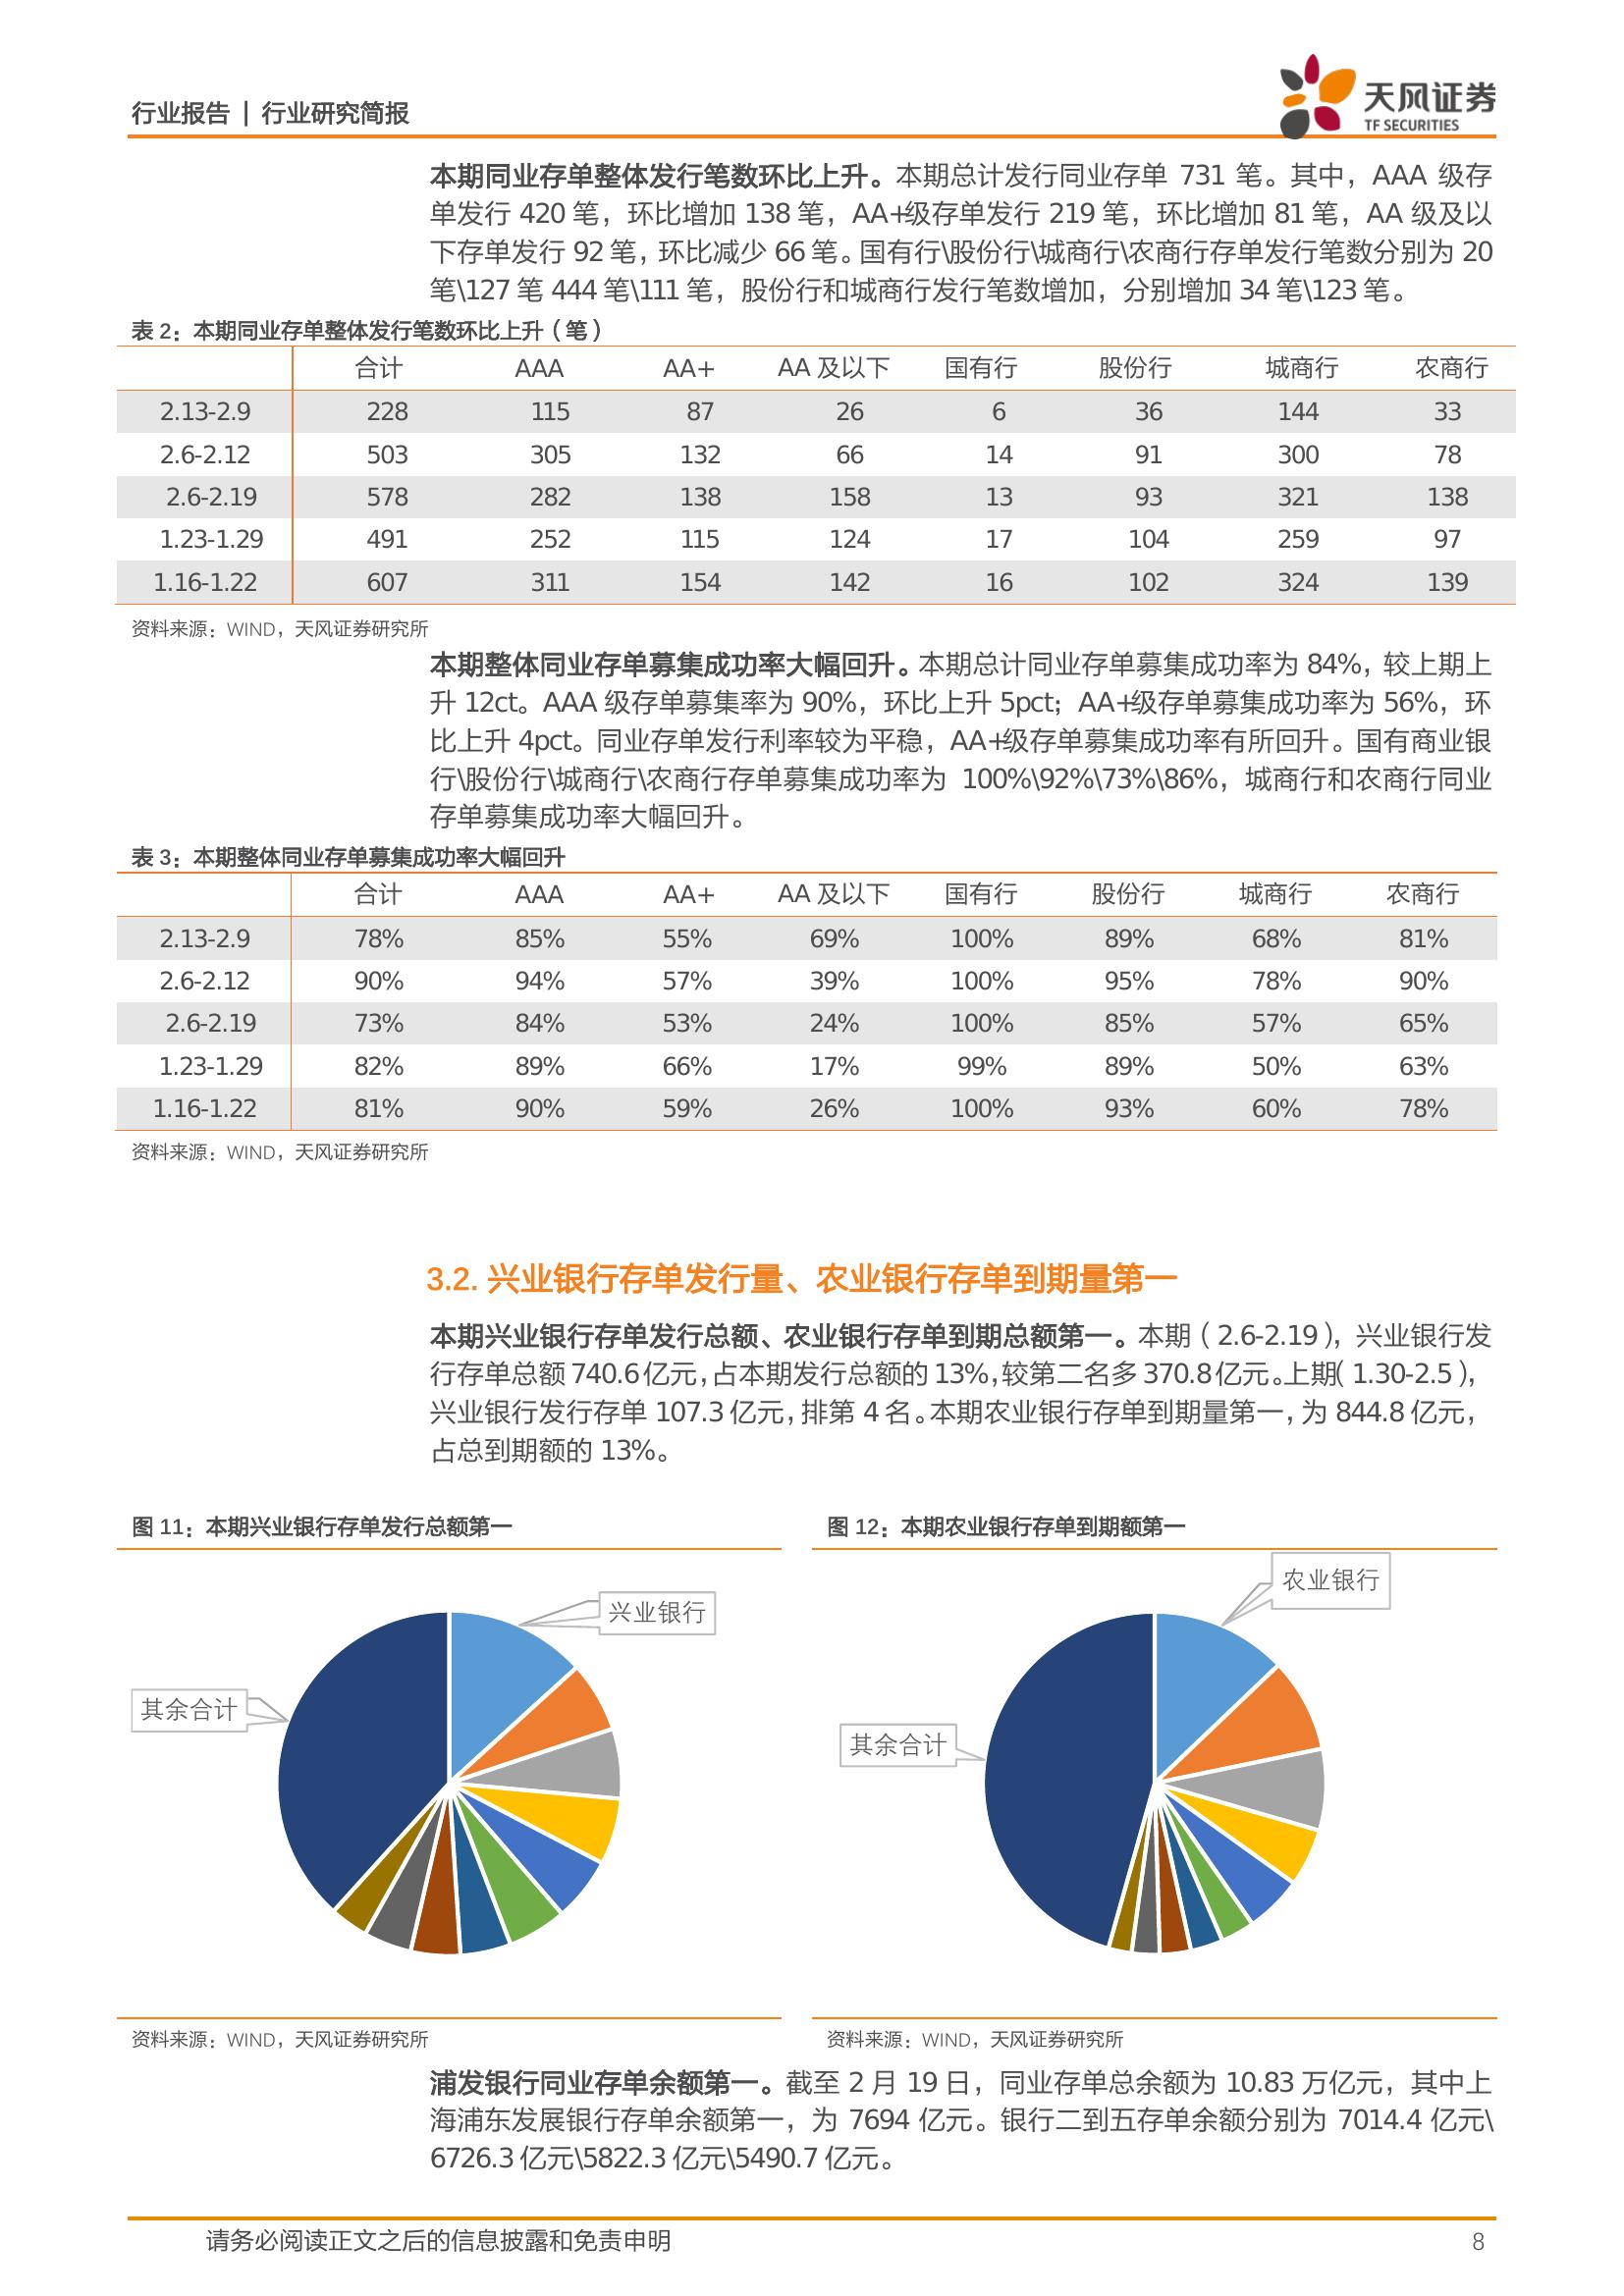 行业报告 | 行业研究简报
天风证券
TF SECURITIES
本期同业存单整体发行笔数环比上升。本期总计发行同业存单 731 笔。其中，AAA 级存
单发行 420 笔，环比增加 138 笔，AA+级存单发行 219 笔，环比增加 81 笔，AA 级及以
下存单发行 92 笔，环比减少 66 笔。国有行\股份行\城商行\农商行存单发行笔数分别为 20
笔\127 笔 444 笔\111 笔，股份行和城商行发行笔数增加，分别增加 34 笔\123 笔。
表 2：本期同业存单整体发行笔数环比上升（笔）
合计 AAA AA+ AA 及以下 国有行 股份行 城商行 农商行
2.13-2.9 228 115 87 26 6 36 144 33
2.6-2.12 503 305 132 66 14 91 300 78
2.6-2.19 578 282 138 158 13 93 321 138
1.23-1.29 491 252 115 124 17 104 259 97
1.16-1.22 607 311 154 142 16 102 324 139
资料来源：WIND，天风证券研究所
本期整体同业存单募集成功率大幅回升。本期总计同业存单募集成功率为 84%，较上期上
升 12ct。AAA 级存单募集率为 90%，环比上升 5pct；AA+级存单募集成功率为 56%，环
比上升 4pct。同业存单发行利率较为平稳，AA+级存单募集成功率有所回升。国有商业银
行\股份行\城商行\农商行存单募集成功率为 100%\92%\73%\86%，城商行和农商行同业
存单募集成功率大幅回升。
表 3：本期整体同业存单募集成功率大幅回升
合计 AAA AA+ AA 及以下 国有行 股份行 城商行 农商行
2.13-2.9 78% 85% 55% 69% 100% 89% 68% 81%
2.6-2.12 90% 94% 57% 39% 100% 95% 78% 90%
2.6-2.19 73% 84% 53% 24% 100% 85% 57% 65%
1.23-1.29 82% 89% 66% 17% 99% 89% 50% 63%
1.16-1.22 81% 90% 59% 26% 100% 93% 60% 78%
资料来源：WIND，天风证券研究所
3.2. 兴业银行存单发行量、农业银行存单到期量第一
本期兴业银行存单发行总额、农业银行存单到期总额第一。本期（2.6-2.19），兴业银行发
行存单总额 740.6 亿元，占本期发行总额的 13%，较第二名多 370.8 亿元。上期（1.30-2.5），
兴业银行发行存单 107.3 亿元，排第 4 名。本期农业银行存单到期量第一，为 844.8 亿元，
占总到期额的 13%。
图 11：本期兴业银行存单发行总额第一
兴业银行
其余合计
资料来源：WIND，天风证券研究所
图 12：本期农业银行存单到期额第一
农业银行
其余合计
资料来源：WIND，天风证券研究所
浦发银行同业存单余额第一。截至 2 月 19 日，同业存单总余额为 10.83 万亿元，其中上
海浦东发展银行存单余额第一，为 7694 亿元。银行二到五存单余额分别为 7014.4 亿元\
6726.3 亿元\5822.3 亿元\5490.7 亿元。
请务必阅读正文之后的信息披露和免责申明 8